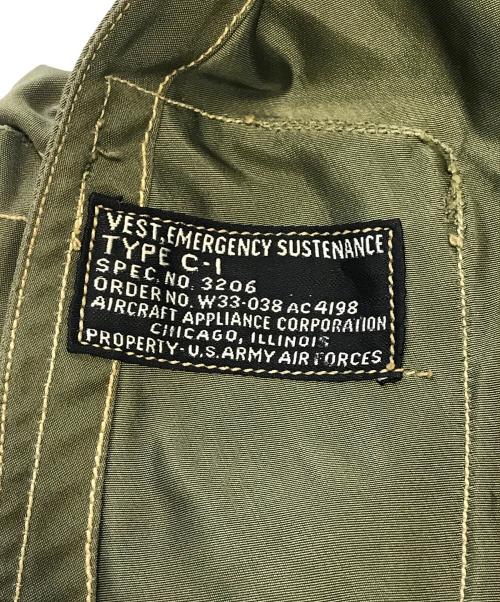 VEST, EMERGENCY SUSTENANCE
TYPE C-1
SPEC. NO. 3206
ORDER NO. W33-038 AC 4198
AIRCRAFT APPLIANCE CORPORATION
CHICAGO, ILLINOIS
PROPERTY - U.S. ARMY AIR FORCES